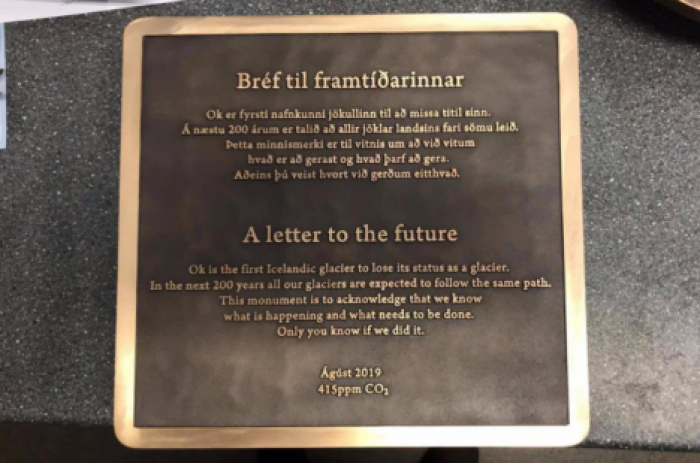 Bréf til framtíðarinnar
Ok er fyrsti nafnkunni jökullinn til að missa titil sinn.
Á næstu 200 árum er talið að allir jöklar landsins fari sömu leið.
Þetta minnismerki er til vitnis um að við vitum
hvað er að gerast og hvað þarf að gera.
Aðeins þú veist hvort við gerðum eitthvað.
A letter to the future
Ok is the first Icelandic glacier to lose its status as a glacier.
In the next 200 years all our glaciers are expected to follow the same path.
This monument is to acknowledge that we know
what is happening and what needs to be done.
Only you know if we did it.
Ágúst 2019
415ppm CO₂